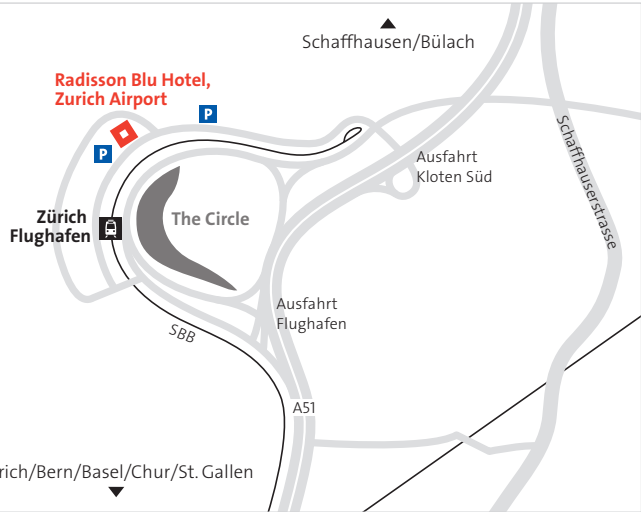 Schaffhausen/Bülach
Radisson Blu Hotel,
Zurich Airport
P
P
Ausfahrt
Kloten Süd
Schaffhauserstrasse
Zürich
Flughafen
The Circle
Ausfahrt
Flughafen
SBB
A51
rich/Bern/Basel/Chur/St. Gallen